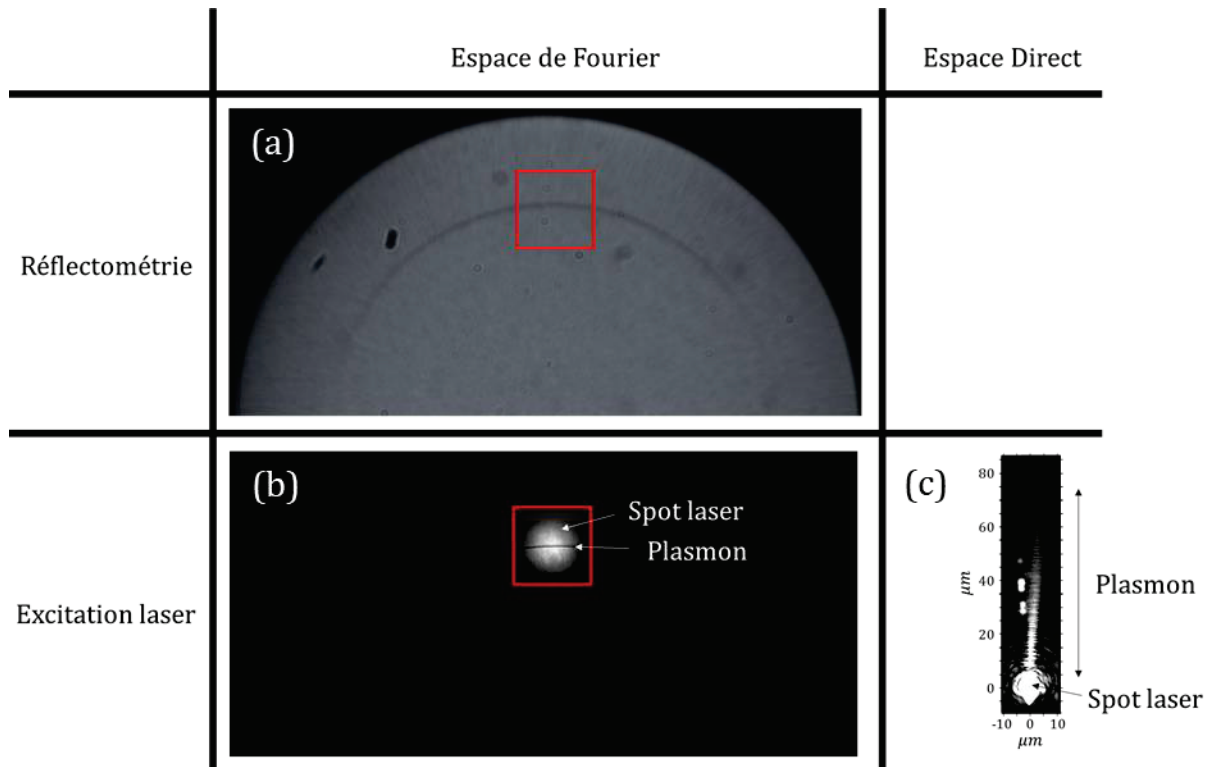 Espace de Fourier
Espace Direct
(a)
Réflectométrie
(b)
Spot laser
Plasmon
Excitation laser
(c)
80
60
40
20
0
μm
-10 0 10
μm
Plasmon
Spot laser